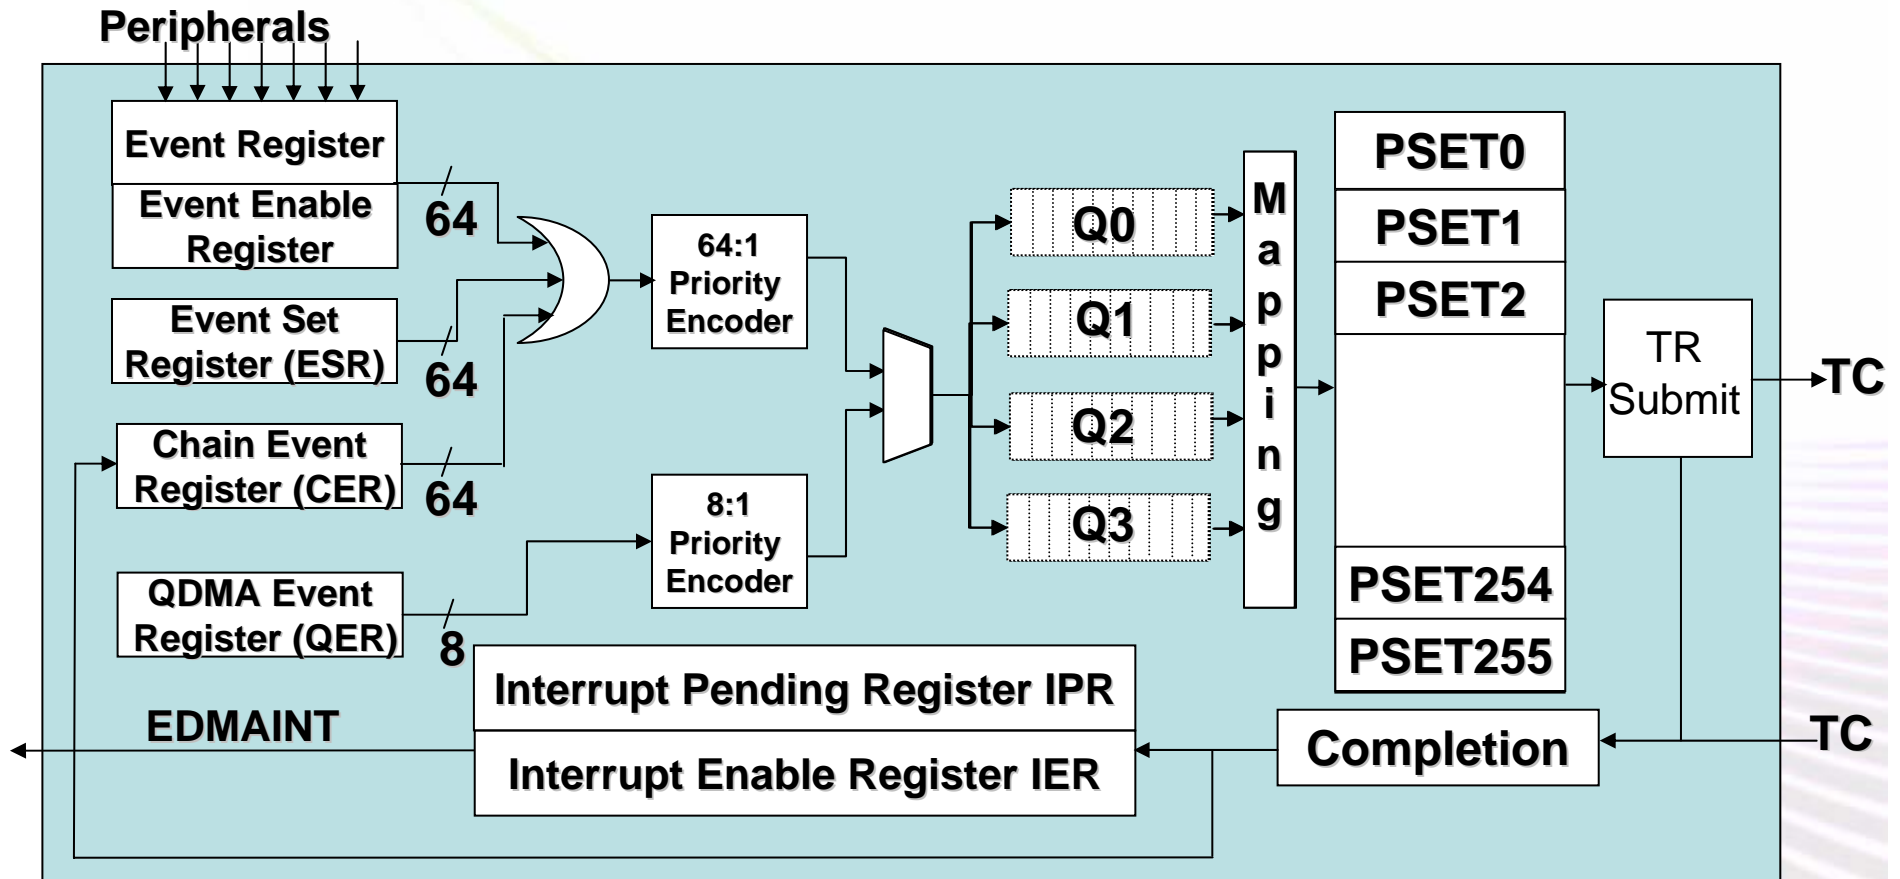 Peripherals
Event Register
Event Enable
Register
64
Event Set
Register (ESR)
64
Chain Event
Register (CER)
64
QDMA Event
Register (QER)
8
64:1
Priority
Encoder
8:1
Priority
Encoder
Q0
Q1
Q2
Q3
M
a
p
p
i
n
g
PSET0
PSET1
PSET2
PSET254
PSET255
TR
Submit
TC
TC
Completion
Interrupt Pending Register IPR
Interrupt Enable Register IER
EDMAINT